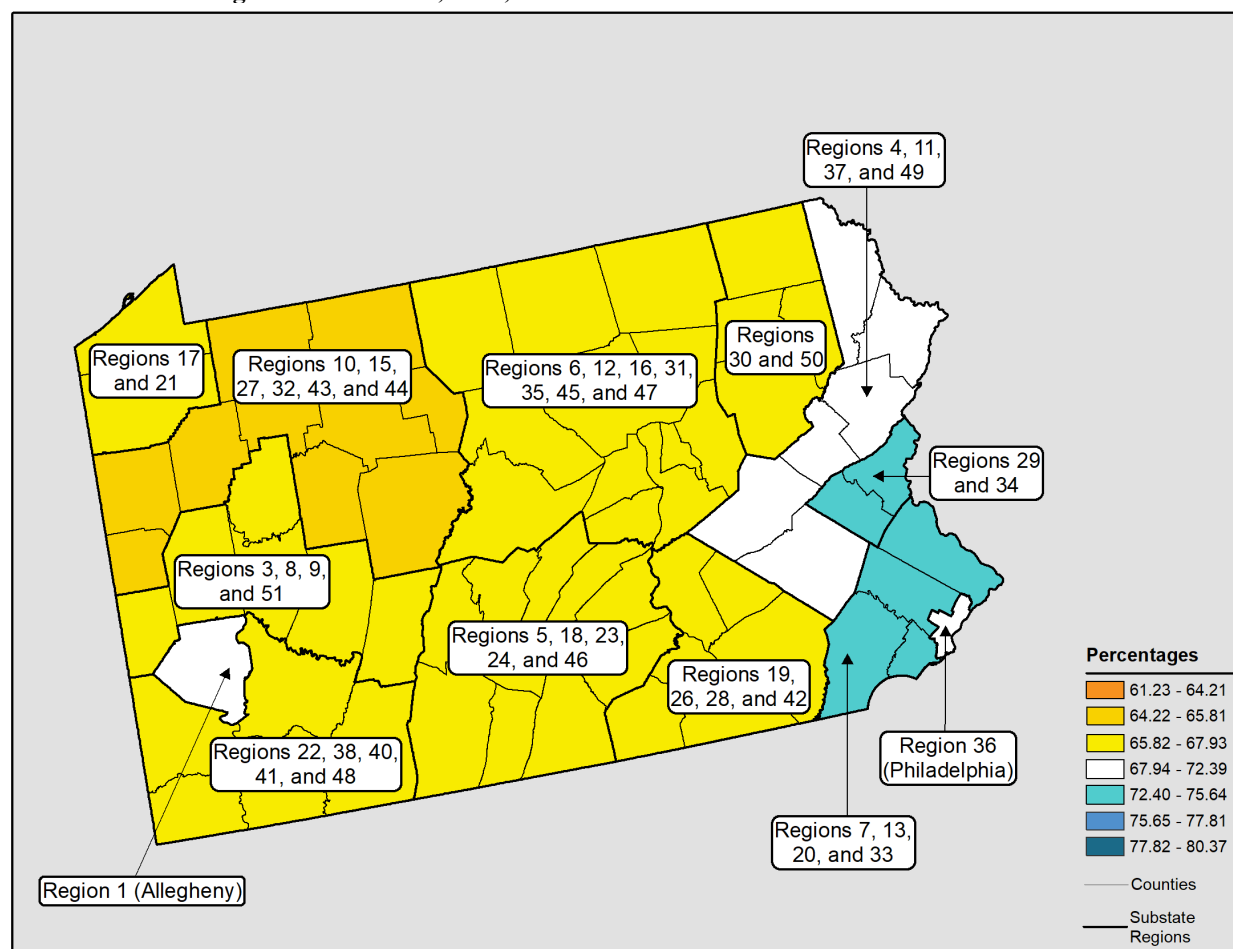 Regions 4, 11,
37, and 49
Regions 17
and 21
Regions 10, 15,
27, 32, 43, and 44
Regions 6, 12, 16, 31,
35, 45, and 47
Regions
30 and 50
Regions 29
and 34
Regions 3, 8, 9,
and 51
Regions 5, 18, 23,
24, and 46
Regions 19,
26, 28, and 42
Regions 22, 38, 40,
41, and 48
Region 36
(Philadelphia)
Regions 7, 13,
20, and 33
Region 1 (Allegheny)
Percentages
61.23 - 64.21
64.22 - 65.81
65.82 - 67.93
67.94 - 72.39
72.40 - 75.64
75.65 - 77.81
77.82 - 80.37
Counties
Substate
Regions